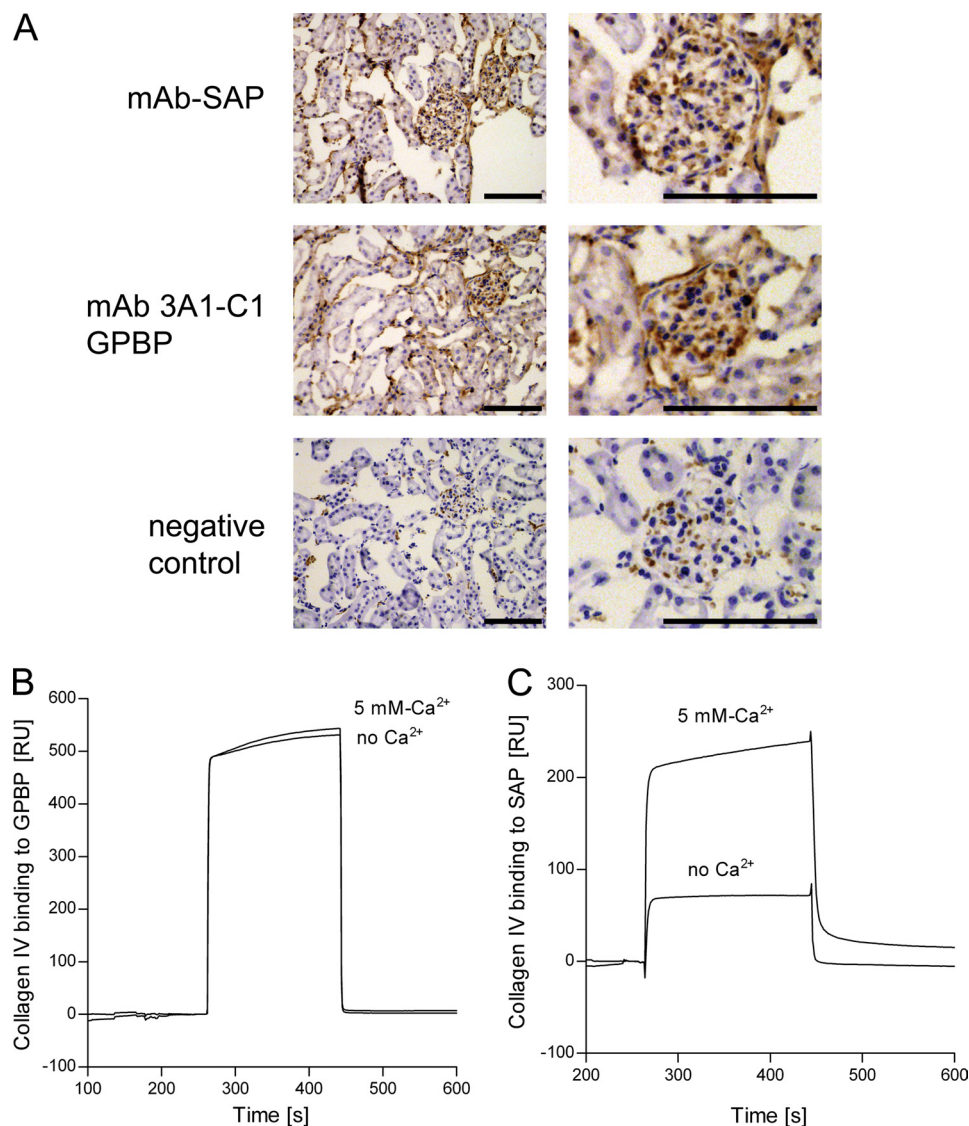 A
mAb-SAP
mAb 3A1-C1
GPBP
negative
control
B
Collagen IV binding to GPBP [RU]
600
500
400
300
200
100
0
-100
5 mM-Ca²⁺
no Ca²⁺
100
200
300
400
500
600
Time [s]
C
Collagen IV binding to SAP [RU]
300
200
100
0
-100
5 mM-Ca²⁺
no Ca²⁺
200
300
400
500
600
Time [s]